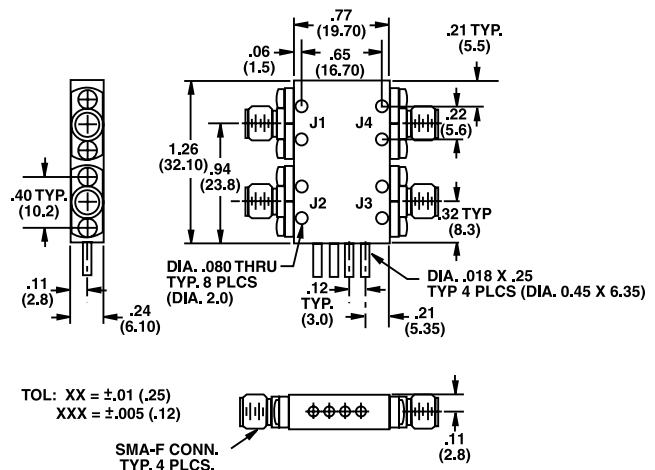 .77
(19.70)
.21 TYP.
(5.5)
.06
(1.5)
.65
(16.70)
J1
J4
.22
(5.6)
1.26
(32.10)
.94
(23.8)
.40 TYP.
(10.2)
J2
J3
.32 TYP
(8.3)
DIA. .080 THRU
TYP. 8 PLCS
(DIA. 2.0)
DIA. .018 X .25
TYP 4 PLCS (DIA. 0.45 X 6.35)
.11
(2.8)
.12
TYP.
(3.0)
.24
(6.10)
.21
(5.35)
TOL: XX = ±.01 (.25)
XXX = ±.005 (.12)
SMA-F CONN.
TYP. 4 PLCS.
.11
(2.8)